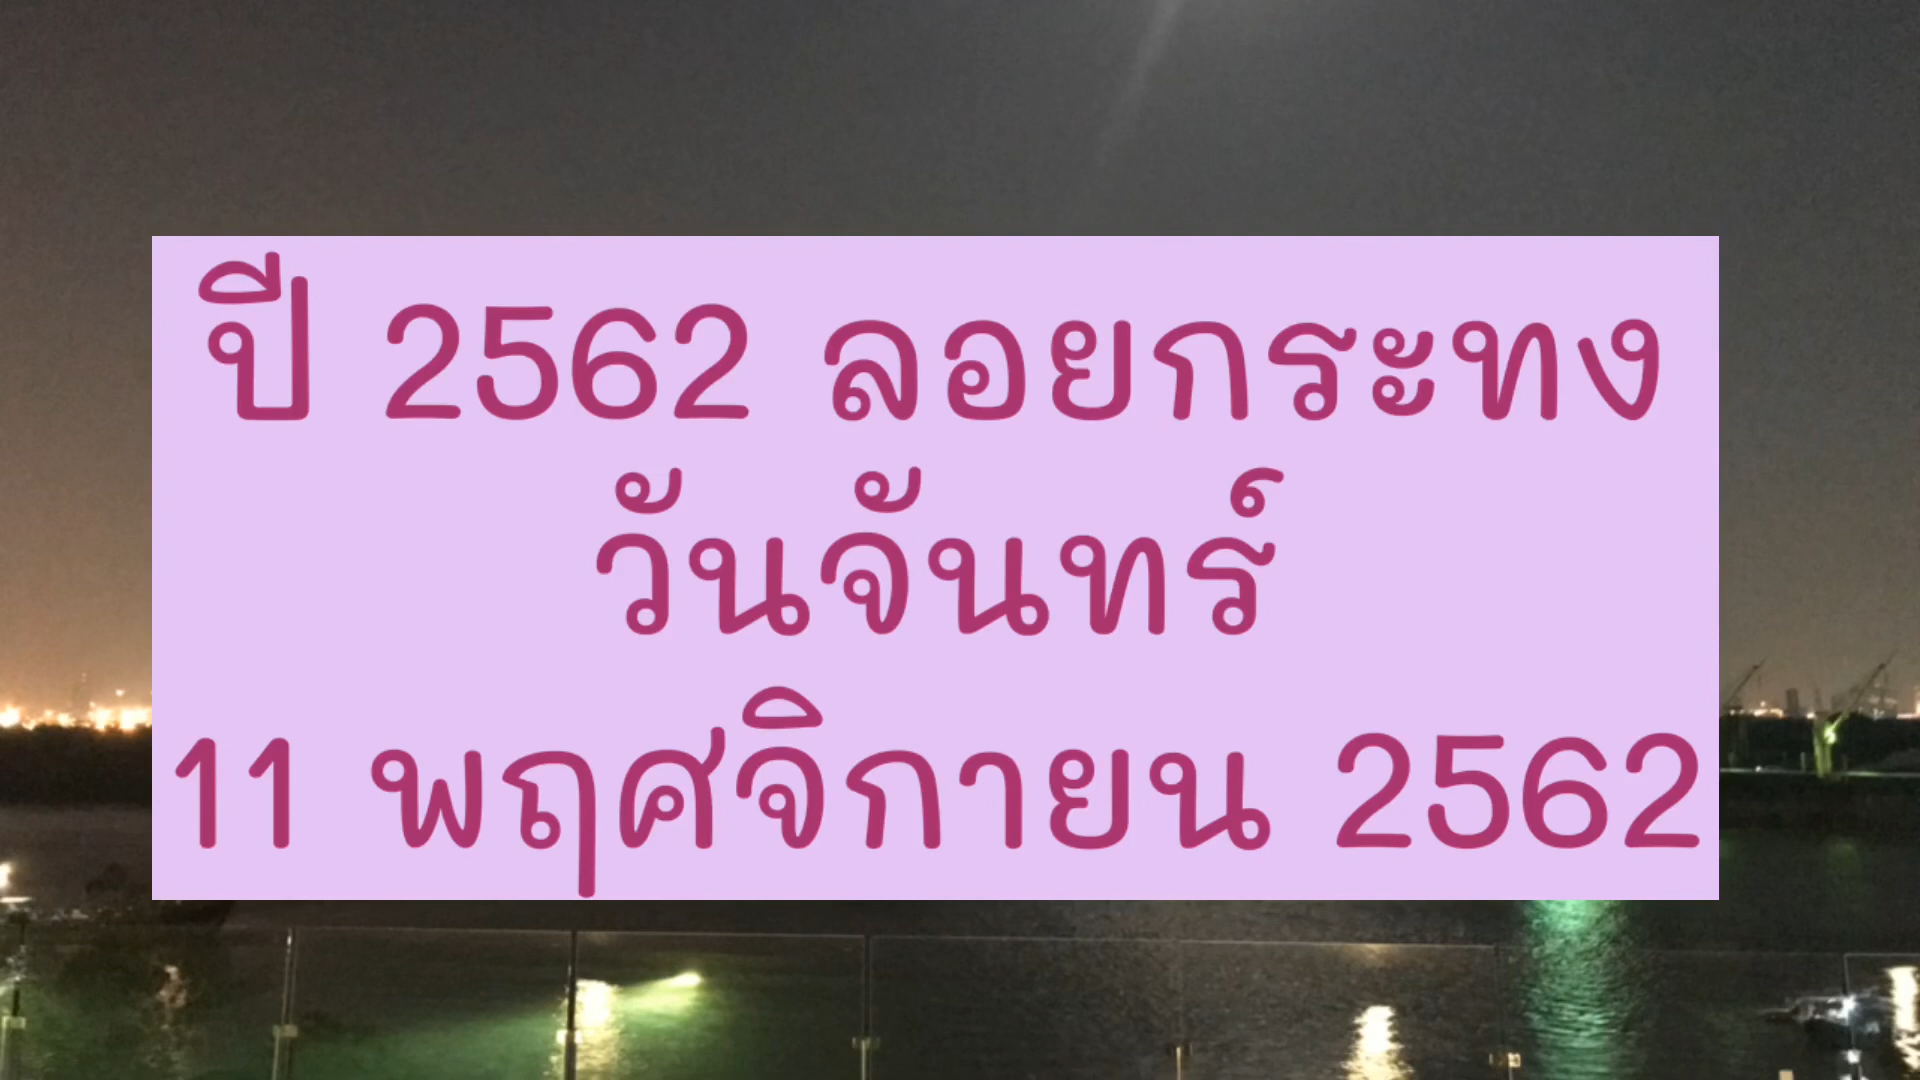 ปี 2562 ลอยกระทง
วันจันทร์
11 พฤศจิกายน 2562